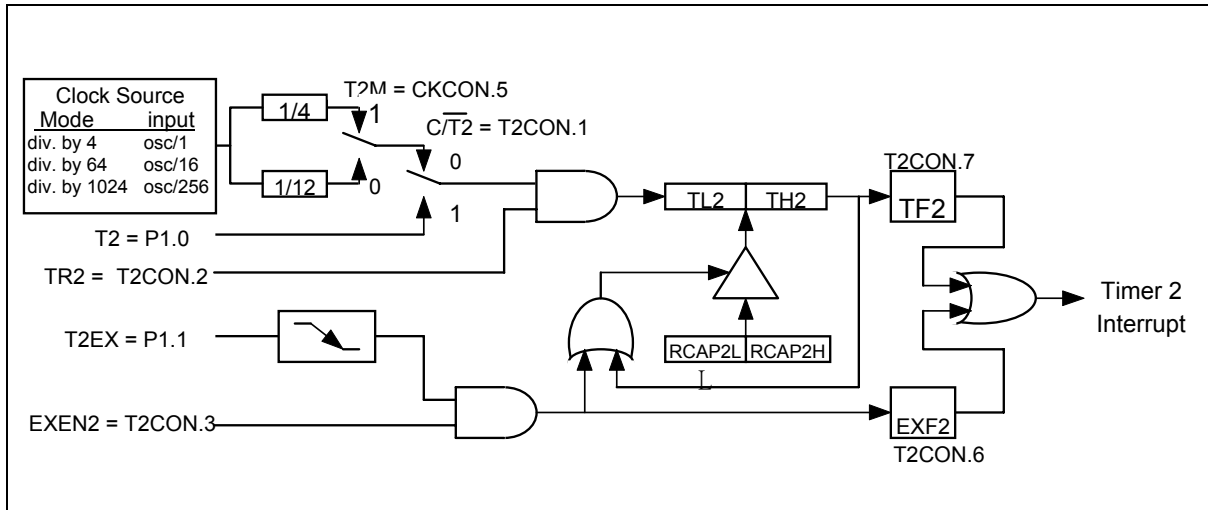 Clock Source
Mode input
div. by 4 osc/1
div. by 64 osc/16
div. by 1024 osc/256
1/4
1/12
T2M = CKCON.5
1
0
C/T2 = T2CON.1
0
1
T2 = P1.0
TR2 = T2CON.2
T2EX = P1.1
EXEN2 = T2CON.3
TL2 TH2
RCAP2L RCAP2H
L
T2CON.7
TF2
EXF2
T2CON.6
Timer 2
Interrupt